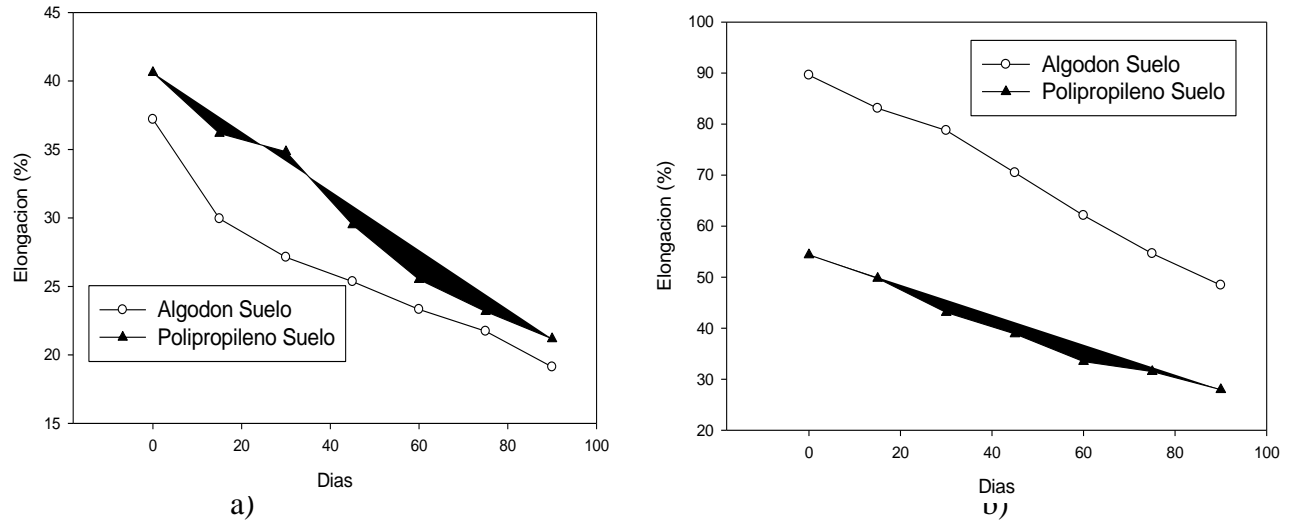 45
40
35
30
25
20
15
Elongacion (%)
Algodon Suelo
Polipropileno Suelo
0 20 40 60 80 100
Dias
a)
100
90
80
70
60
50
40
30
20
Elongacion (%)
Algodon Suelo
Polipropileno Suelo
0 20 40 60 80 100
Dias
b)